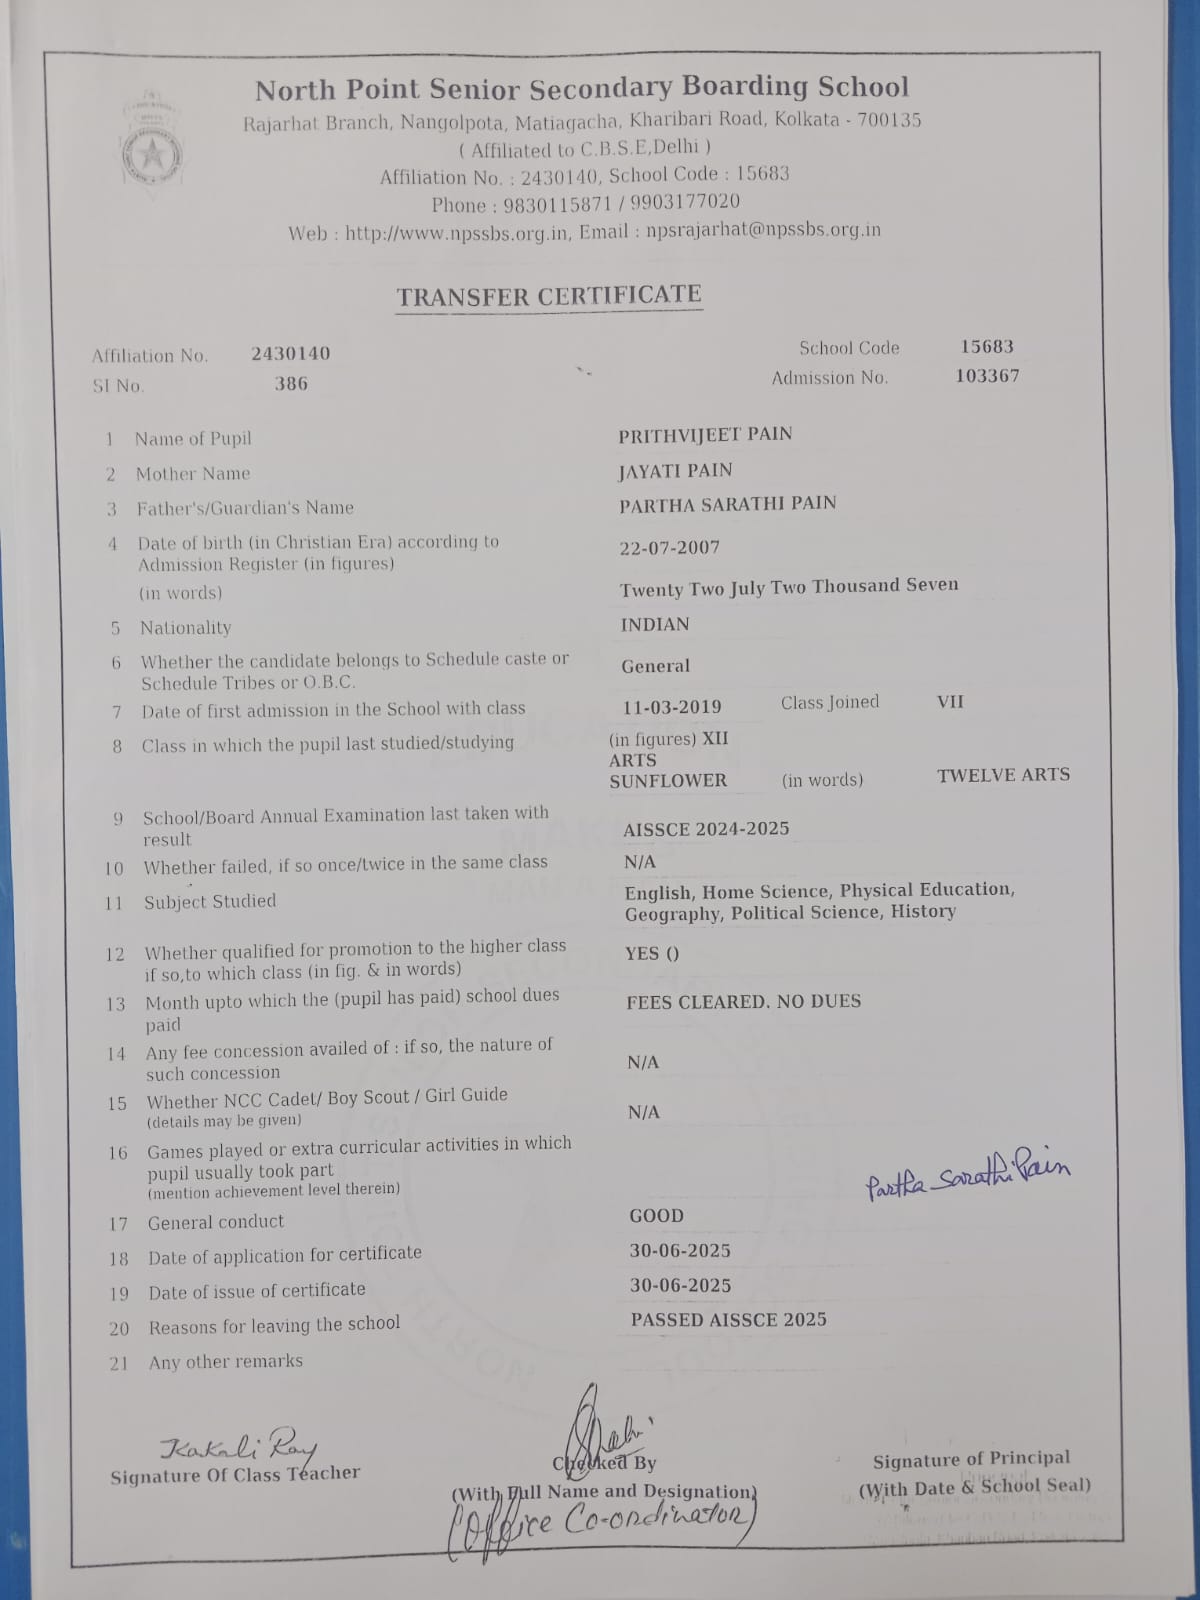 North Point Senior Secondary Boarding School
Rajarhat Branch, Nangolpota, Matiagacha, Kharibari Road, Kolkata - 700135
( Affiliated to C.B.S.E,Delhi )
Affiliation No. : 2430140, School Code : 15683
Phone : 9830115871 / 9903177020
Web : http://www.npssbs.org.in, Email : npsrajarhat@npssbs.org.in
TRANSFER CERTIFICATE
Affiliation No. 2430140 School Code 15683
SI No. 386 Admission No. 103367
1 Name of Pupil PRITHVIJEET PAIN
2 Mother Name JAYATI PAIN
3 Father's/Guardian's Name PARTHA SARATHI PAIN
4 Date of birth (in Christian Era) according to
Admission Register (in figures) 22-07-2007
(in words) Twenty Two July Two Thousand Seven
5 Nationality INDIAN
6 Whether the candidate belongs to Schedule caste or
Schedule Tribes or O.B.C. General
7 Date of first admission in the School with class 11-03-2019 Class Joined VII
8 Class in which the pupil last studied/studying (in figures) XII
ARTS
SUNFLOWER (in words) TWELVE ARTS
9 School/Board Annual Examination last taken with
result AISSCE 2024-2025
10 Whether failed, if so once/twice in the same class N/A
11 Subject Studied English, Home Science, Physical Education,
Geography, Political Science, History
12 Whether qualified for promotion to the higher class
if so,to which class (in fig. & in words) YES ()
13 Month upto which the (pupil has paid) school dues
paid FEES CLEARED. NO DUES
14 Any fee concession availed of : if so, the nature of
such concession N/A
15 Whether NCC Cadet/ Boy Scout / Girl Guide
(details may be given) N/A
16 Games played or extra curricular activities in which
pupil usually took part
(mention achievement level therein)
Partha Sarathi Pain
17 General conduct GOOD
18 Date of application for certificate 30-06-2025
19 Date of issue of certificate 30-06-2025
20 Reasons for leaving the school PASSED AISSCE 2025
21 Any other remarks
Kakali Ray
Signature Of Class Teacher Checked By Signature of Principal
(With Full Name and Designation) (With Date & School Seal)
(Office Co-ordinator)